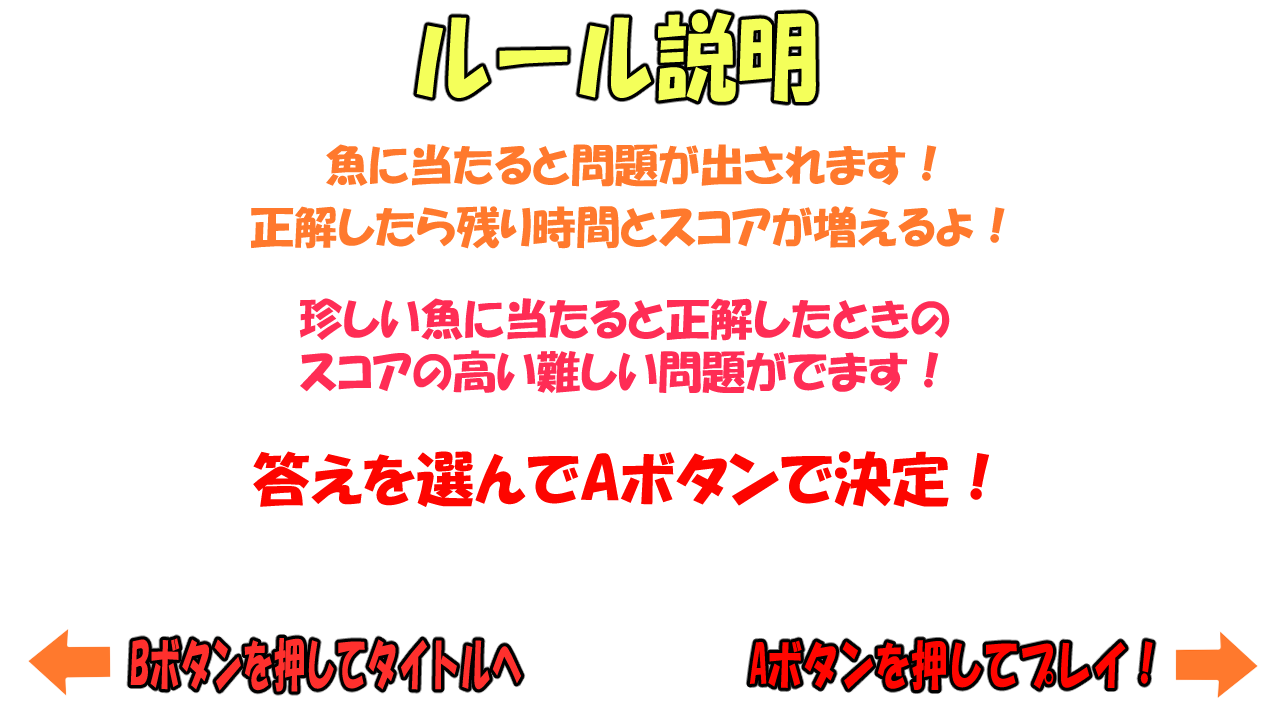 ルール説明
魚に当たると問題が出されます！
正解したら残り時間とスコアが増えるよ！
珍しい魚に当たると正解したときの
スコアの高い難しい問題がでます！
答えを選んでAボタンで決定！
Bボタンを押してタイトルへ
Aボタンを押してプレイ！